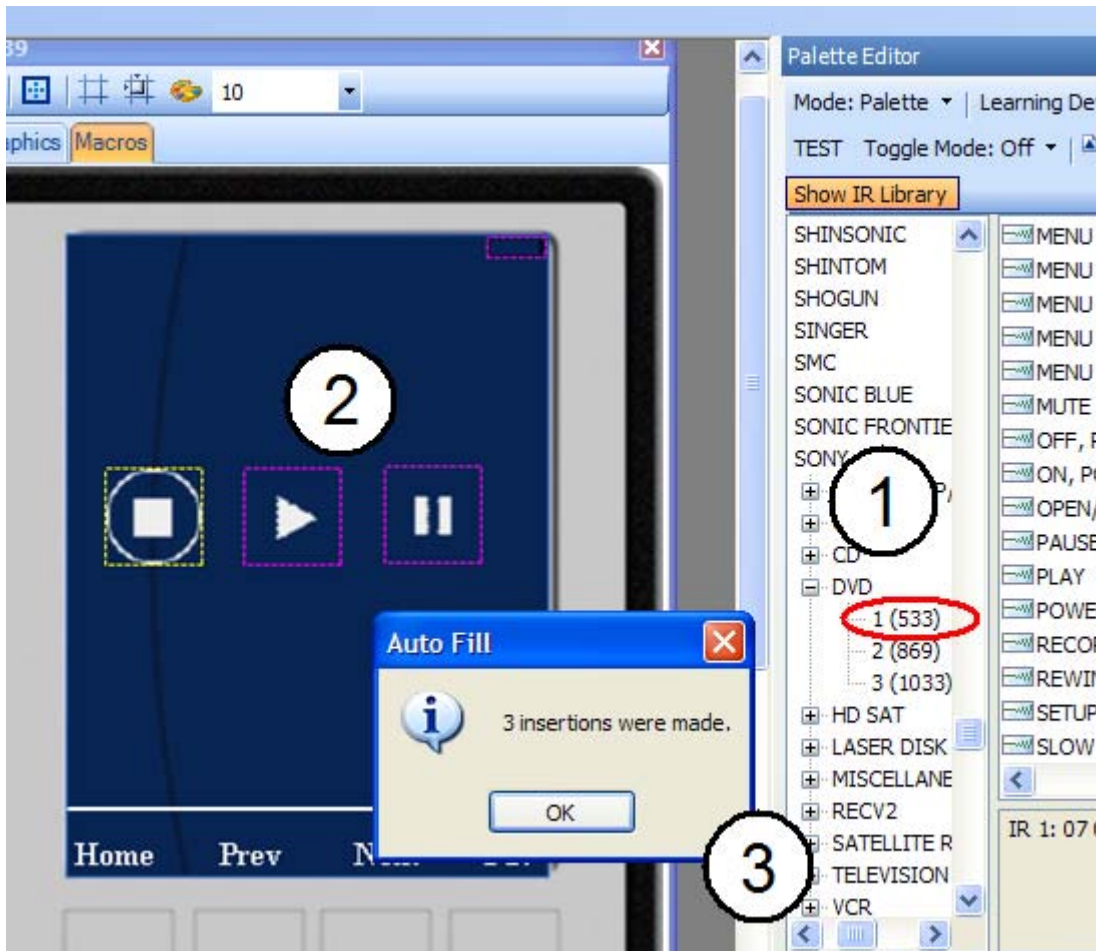 39
10
Graphics Macros
2
Home Prev
Auto Fill
3 insertions were made.
OK
3
Palette Editor
Mode: Palette Learning De
TEST Toggle Mode: Off
Show IR Library
SHINSONIC
SHINTOM
SHOGUN
SINGER
SMC
SONIC BLUE
SONIC FRONTIE
SONY
1
CD
DVD
1 (533)
2 (869)
3 (1033)
HD SAT
LASER DISK
MISCELLANE
RECV2
SATELLITE R
TELEVISION
VCR
MENU
MENU
MENU
MENU
MENU
MUTE
OFF, P
ON, PO
OPEN/
PAUSE
PLAY
POWE
RECOR
REWIN
SETUP
SLOW
IR 1: 07 0